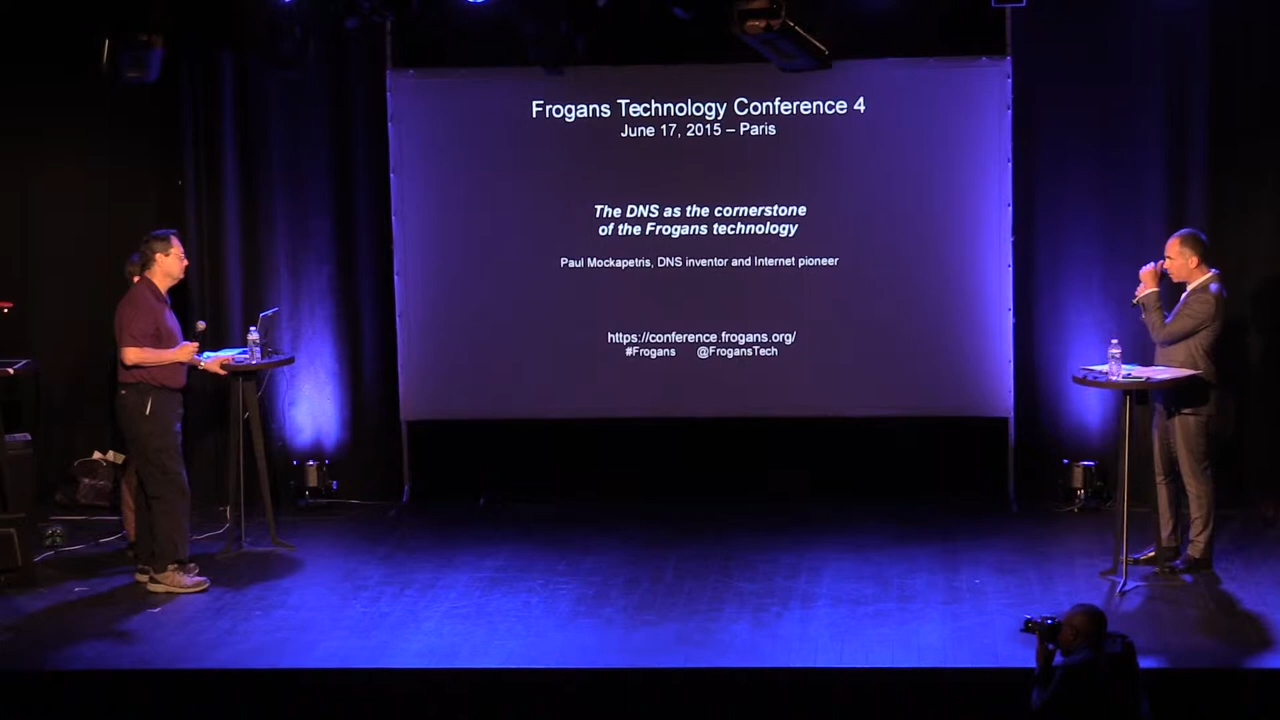 Frogans Technology Conference 4
June 17, 2015 – Paris
The DNS as the cornerstone
of the Frogans technology
Paul Mockapetris, DNS inventor and Internet pioneer
https://conference.frogans.org/
#Frogans @FrogansTech